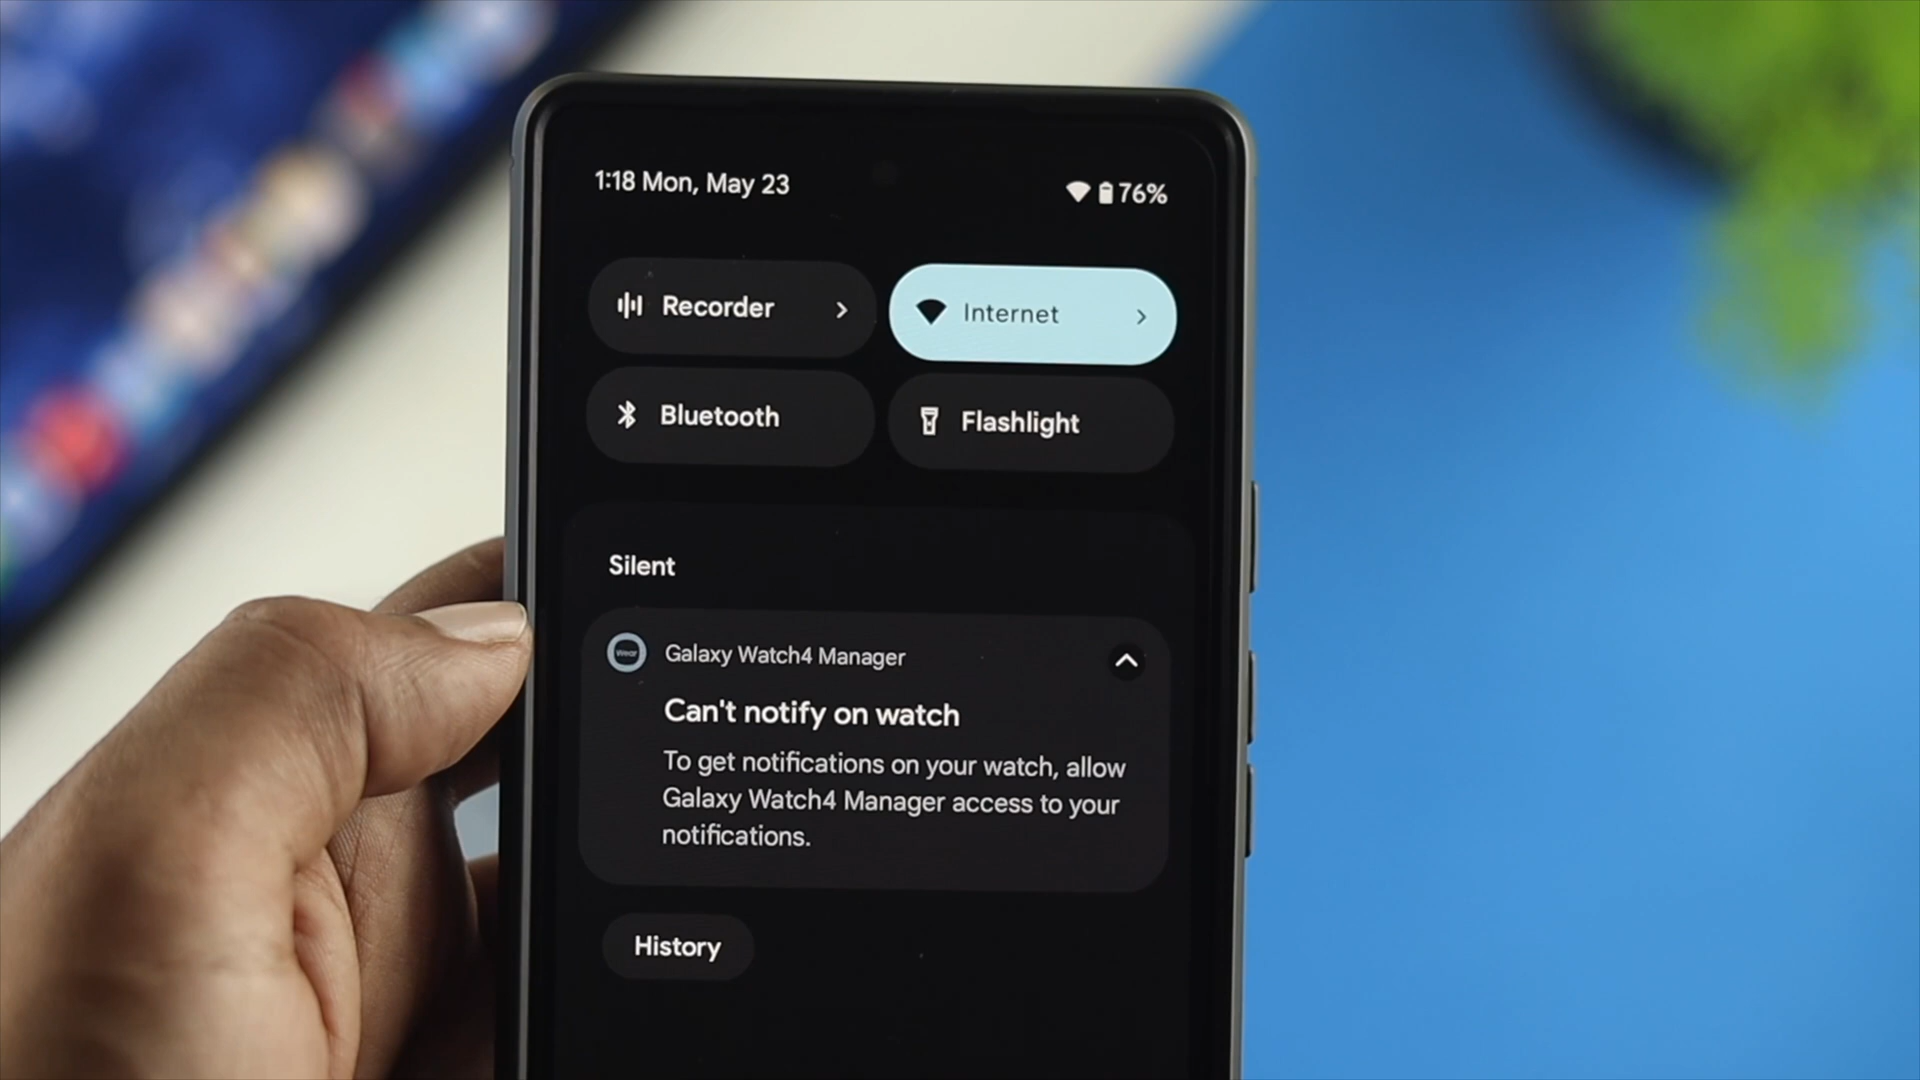 1:18 Mon, May 23
76%
Recorder
Internet
Bluetooth
Flashlight
Silent
Wear
Galaxy Watch4 Manager
Can't notify on watch
To get notifications on your watch, allow
Galaxy Watch4 Manager access to your
notifications.
History